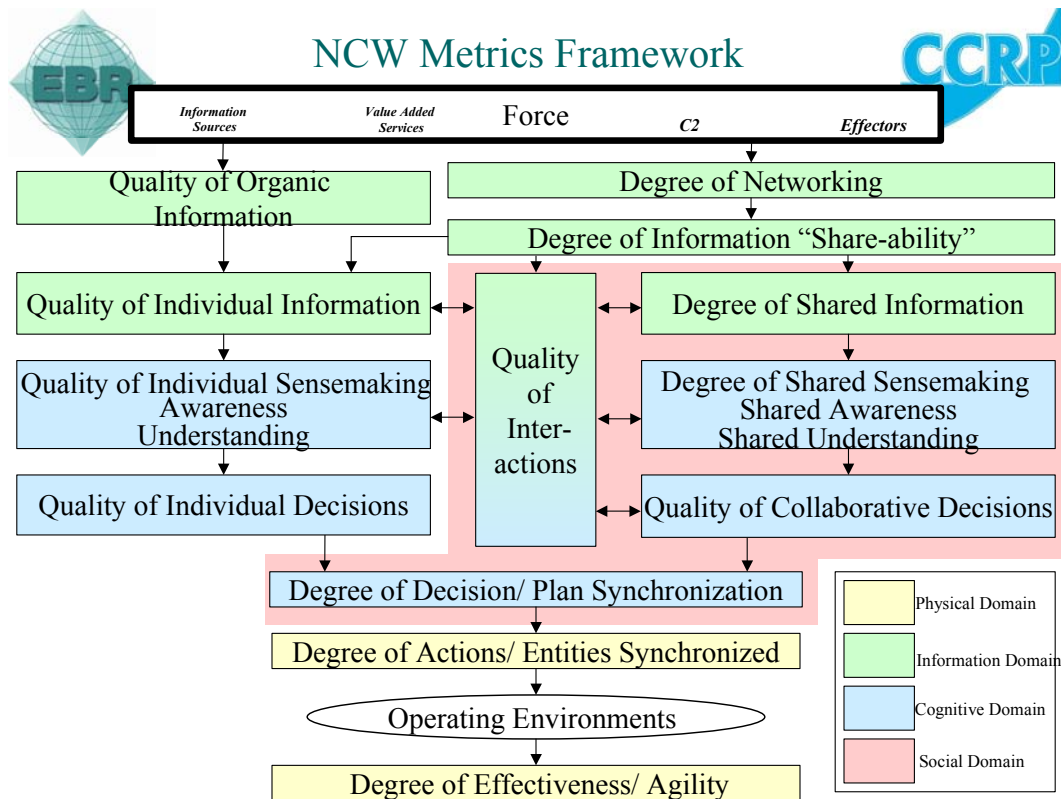 NCW Metrics Framework
EBR
CCRP
Information
Sources
Value Added
Services
Force
C2
Effectors
Quality of Organic
Information
Degree of Networking
Degree of Information “Share-ability”
Quality of Individual Information
Quality
of
Inter-
actions
Degree of Shared Information
Quality of Individual Sensemaking
Awareness
Understanding
Degree of Shared Sensemaking
Shared Awareness
Shared Understanding
Quality of Individual Decisions
Quality of Collaborative Decisions
Degree of Decision/ Plan Synchronization
Degree of Actions/ Entities Synchronized
Operating Environments
Degree of Effectiveness/ Agility
Physical Domain
Information Domain
Cognitive Domain
Social Domain